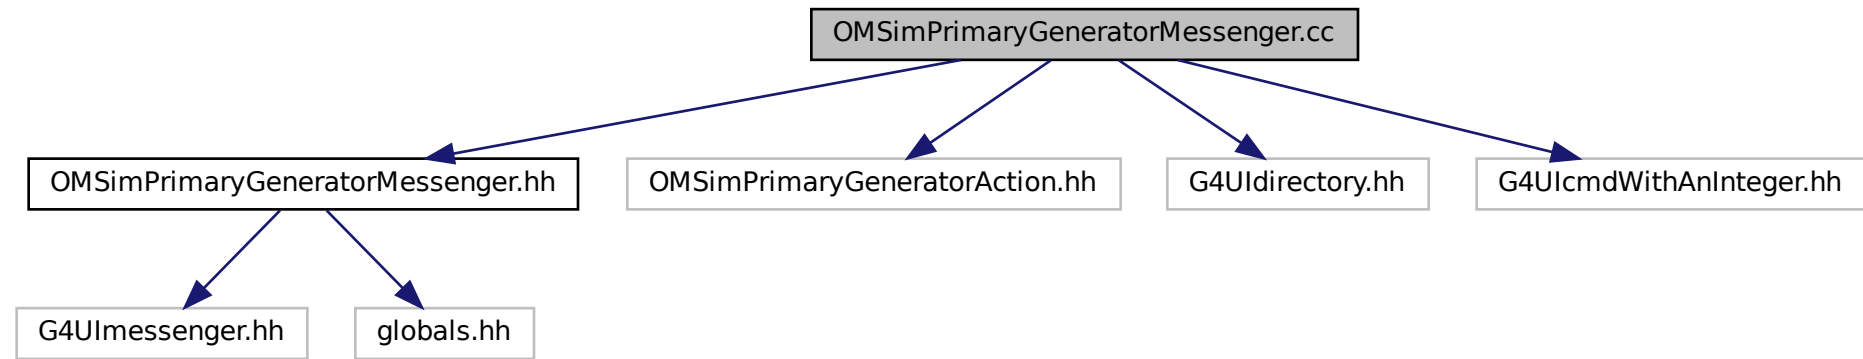 OMSimPrimaryGeneratorMessenger.cc
OMSimPrimaryGeneratorMessenger.hh
OMSimPrimaryGeneratorAction.hh
G4UIdirectory.hh
G4UIcmdWithAnInteger.hh
G4UImessenger.hh
globals.hh